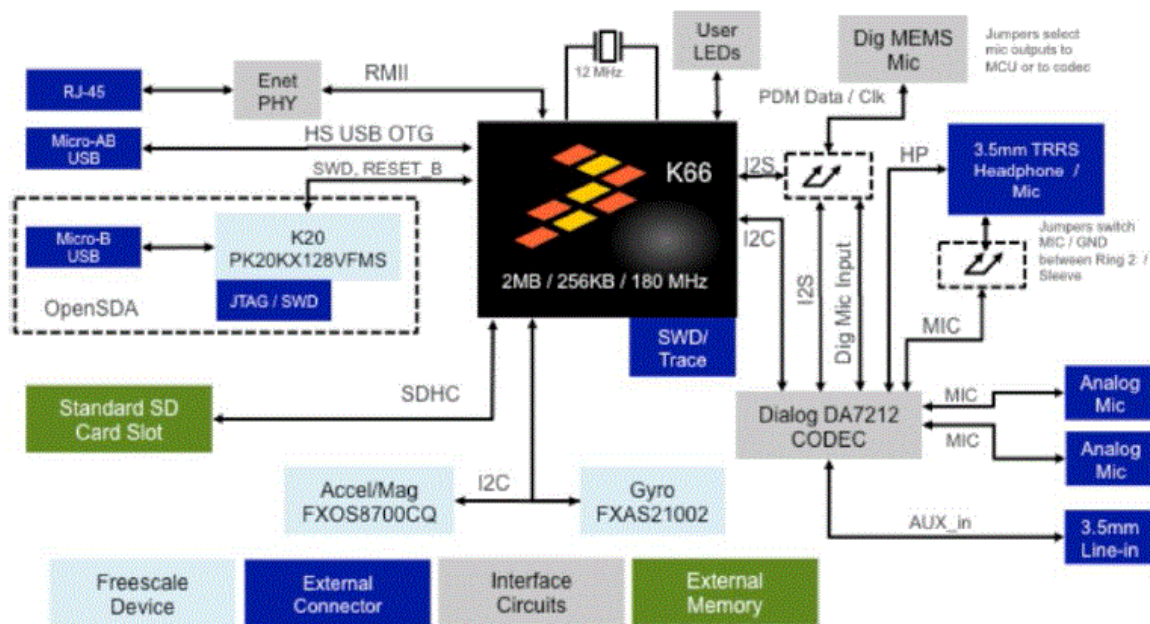 User
LEDs
Dig MEMS
Mic
Jumpers select
mic outputs to
MCU or to codec
12 MHz
RJ-45
Enet
PHY
RMII
PDM Data / Clk
Micro-AB
USB
HS USB OTG
SWD, RESET_B
K66
I2S
HP
3.5mm TRRS
Headphone /
Mic
Micro-B
USB
K20
PK20KX128VFMS
JTAG / SWD
OpenSDA
2MB / 256KB / 180 MHz
I2C
Jumpers switch
MIC / GND
between Ring 2 /
Sleeve
I2S
Dig Mic Input
MIC
SWD/
Trace
Standard SD
Card Slot
SDHC
Dialog DA7212
CODEC
MIC
Analog
Mic
MIC
Analog
Mic
Accel/Mag
FXOS8700CQ
I2C
Gyro
FXAS21002
AUX_in
3.5mm
Line-in
Freescale
Device
External
Connector
Interface
Circuits
External
Memory